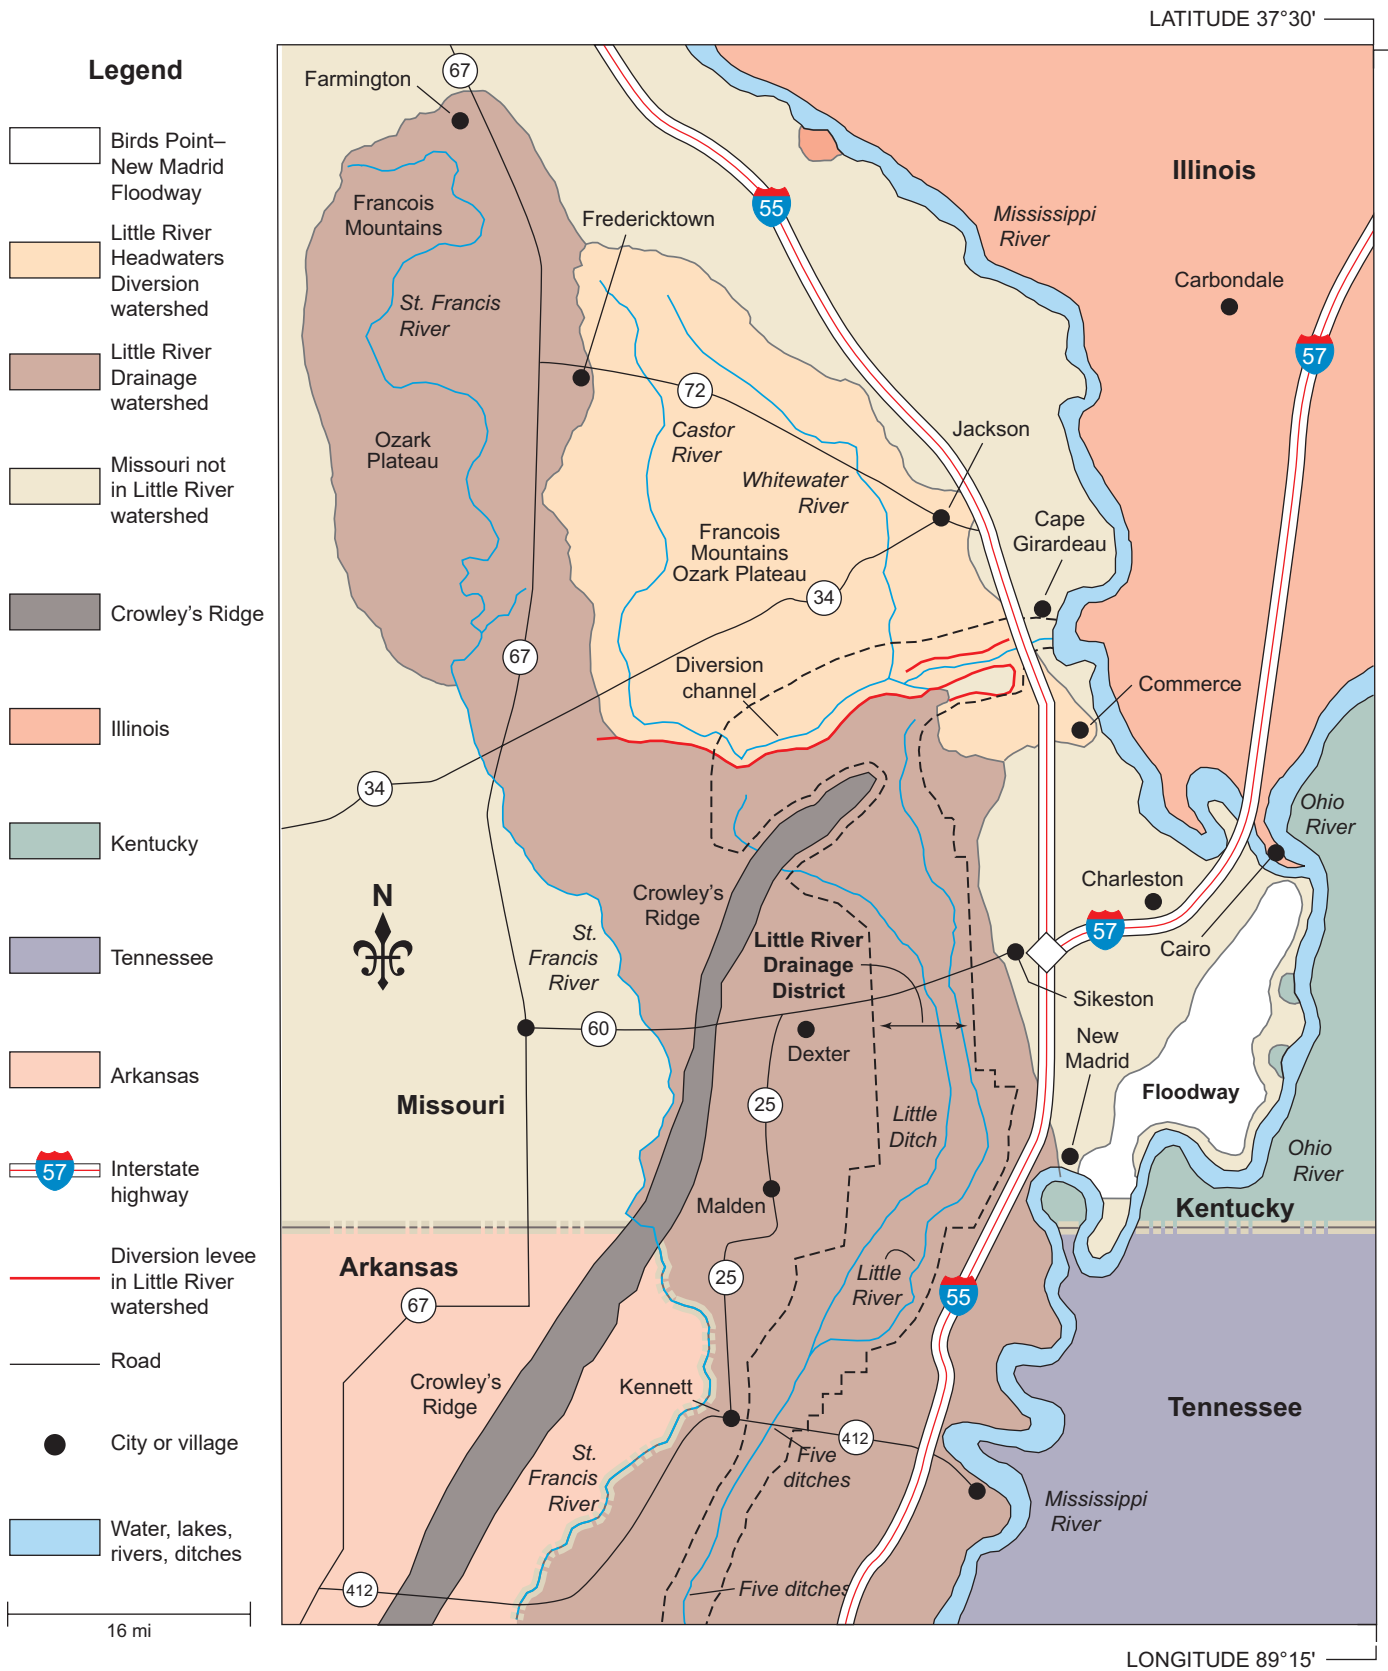 LATITUDE 37°30'
Legend
Birds Point–
New Madrid
Floodway
Little River
Headwaters
Diversion
watershed
Little River
Drainage
watershed
Missouri not
in Little River
watershed
Crowley's Ridge
Illinois
Kentucky
Tennessee
Arkansas
57
Interstate
highway
Diversion levee
in Little River
watershed
Road
City or village
Water, lakes,
rivers, ditches
16 mi
67
Farmington
Francois
Mountains
Fredericktown
55
Illinois
Mississippi
River
Carbondale
St. Francis
River
57
72
Castor
River
Jackson
Ozark
Plateau
Whitewater
River
Cape
Girardeau
Francois
Mountains
Ozark Plateau
34
67
Diversion
channel
Commerce
34
Ohio
River
N
Crowley's
Ridge
Charleston
57
Cairo
St.
Francis
River
Little River
Drainage
District
Sikeston
60
Dexter
New
Madrid
Floodway
Missouri
25
Little
Ditch
Ohio
River
Malden
Kentucky
Arkansas
25
Little
River
55
67
Crowley's
Ridge
Kennett
Tennessee
412
St.
Francis
River
Five
ditches
Mississippi
River
412
Five ditches
LONGITUDE 89°15'